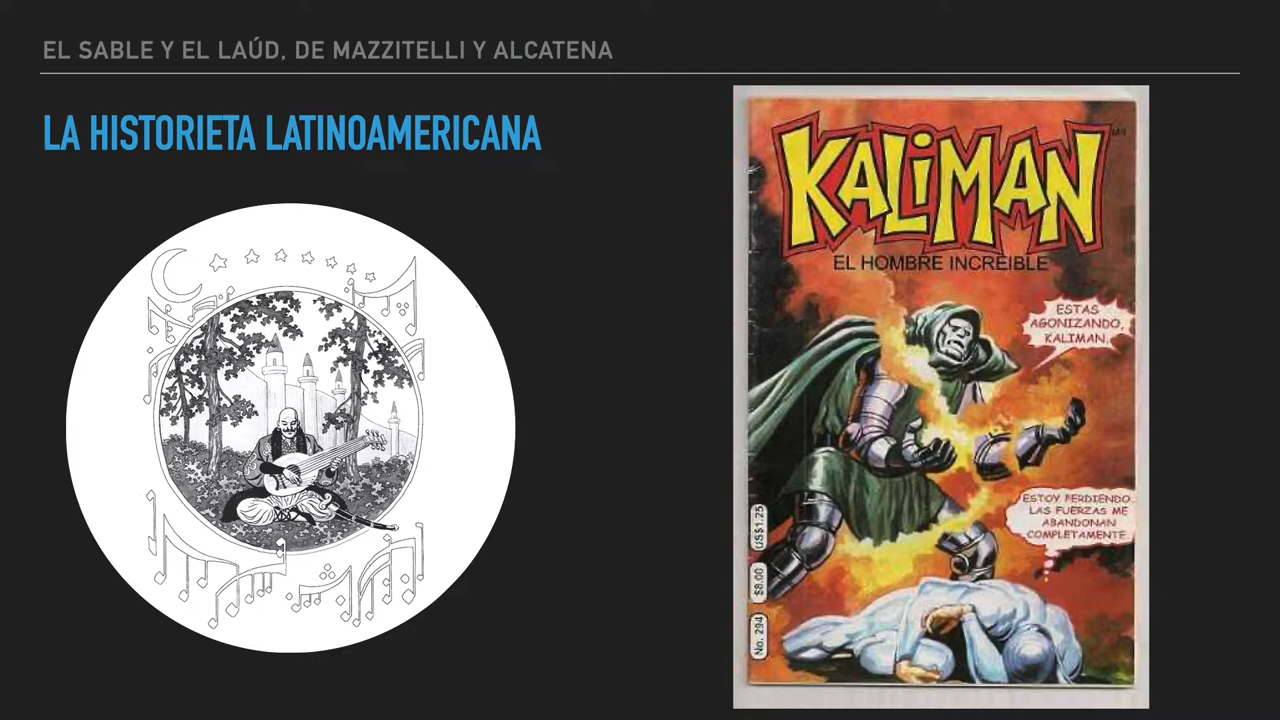 EL SABLE Y EL LAÚD, DE MAZZITELLI Y ALCATENA
LA HISTORIETA LATINOAMERICANA
KALiMAN
MR
EL HOMBRE INCREIBLE
ESTAS
AGONIZANDO,
KALIMAN.
ESTOY PERDIENDO
LAS FUERZAS ME
ABANDONAN
COMPLETAMENTE
US$1.25
$8.00
No. 294